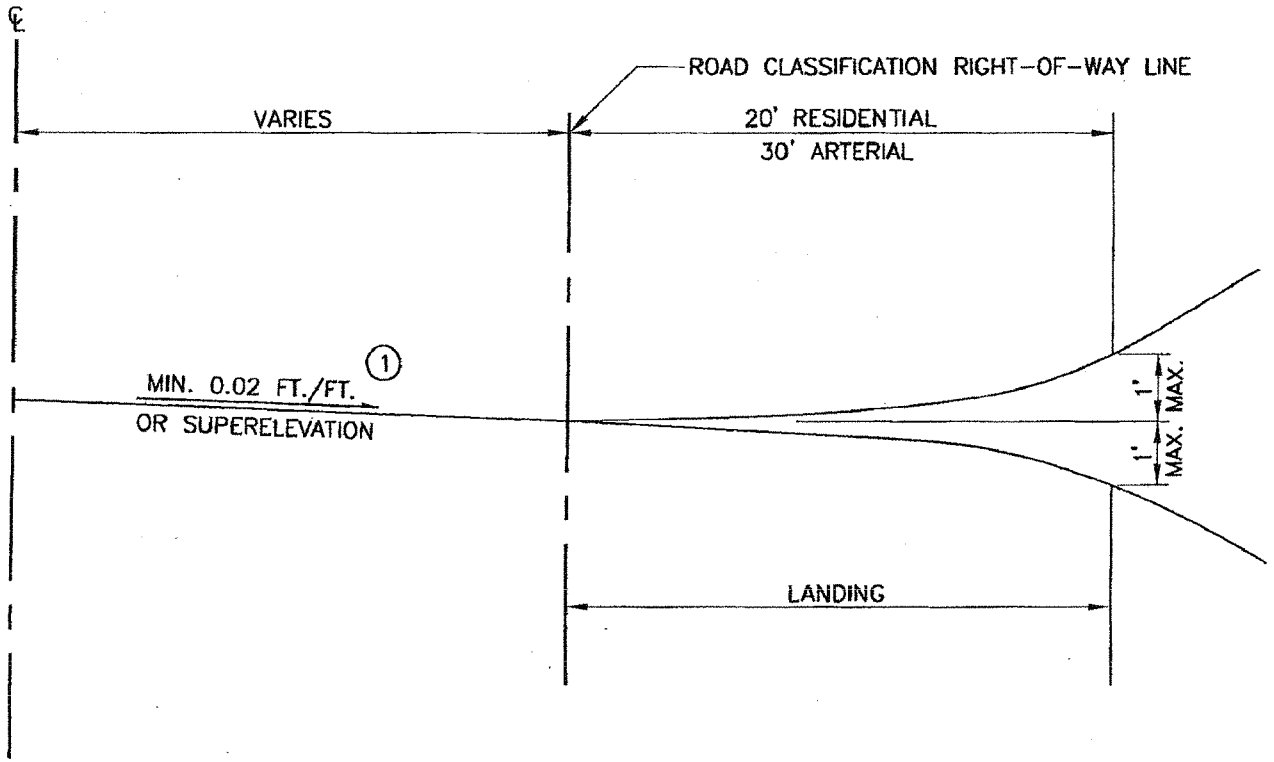 ℄
ROAD CLASSIFICATION RIGHT-OF-WAY LINE
VARIES
20' RESIDENTIAL
30' ARTERIAL
MIN. 0.02 FT./FT.
1
OR SUPERELEVATION
1'
MAX.
1'
MAX.
LANDING